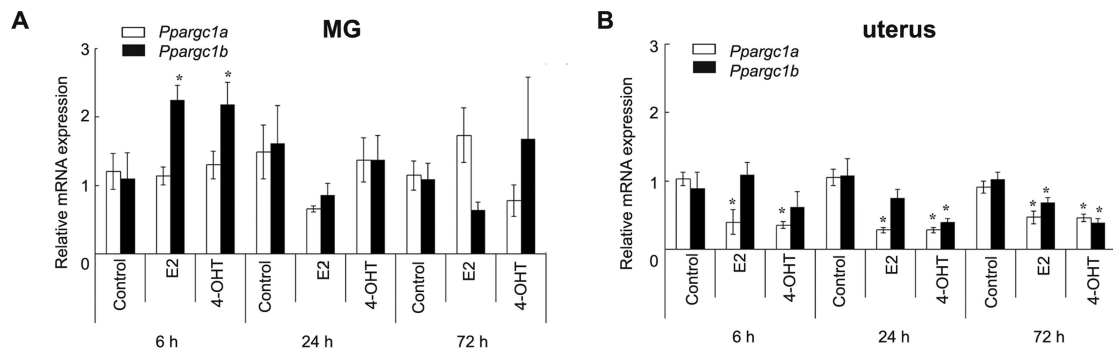 A
MG
Ppargc1a
Ppargc1b
Relative mRNA expression
3
2
1
0
* *
Control E2 4-OHT Control E2 4-OHT Control E2 4-OHT
6 h 24 h 72 h
B
uterus
Ppargc1a
Ppargc1b
Relative mRNA expression
3
2
1
0
* * * * * * * * *
Control E2 4-OHT Control E2 4-OHT Control E2 4-OHT
6 h 24 h 72 h